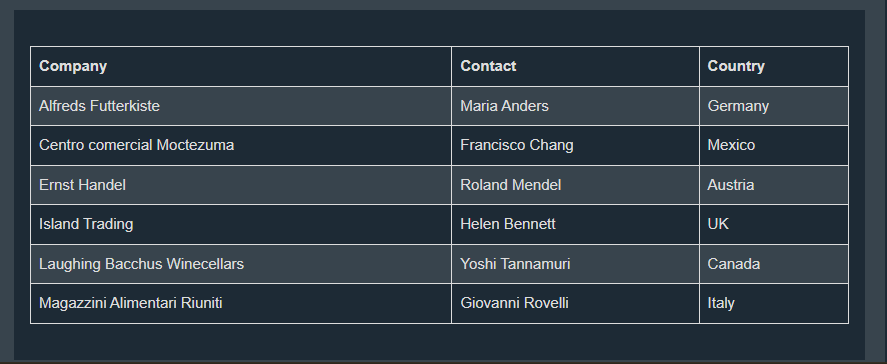 Company Contact Country
Alfreds Futterkiste Maria Anders Germany
Centro comercial Moctezuma Francisco Chang Mexico
Ernst Handel Roland Mendel Austria
Island Trading Helen Bennett UK
Laughing Bacchus Winecellars Yoshi Tannamuri Canada
Magazzini Alimentari Riuniti Giovanni Rovelli Italy